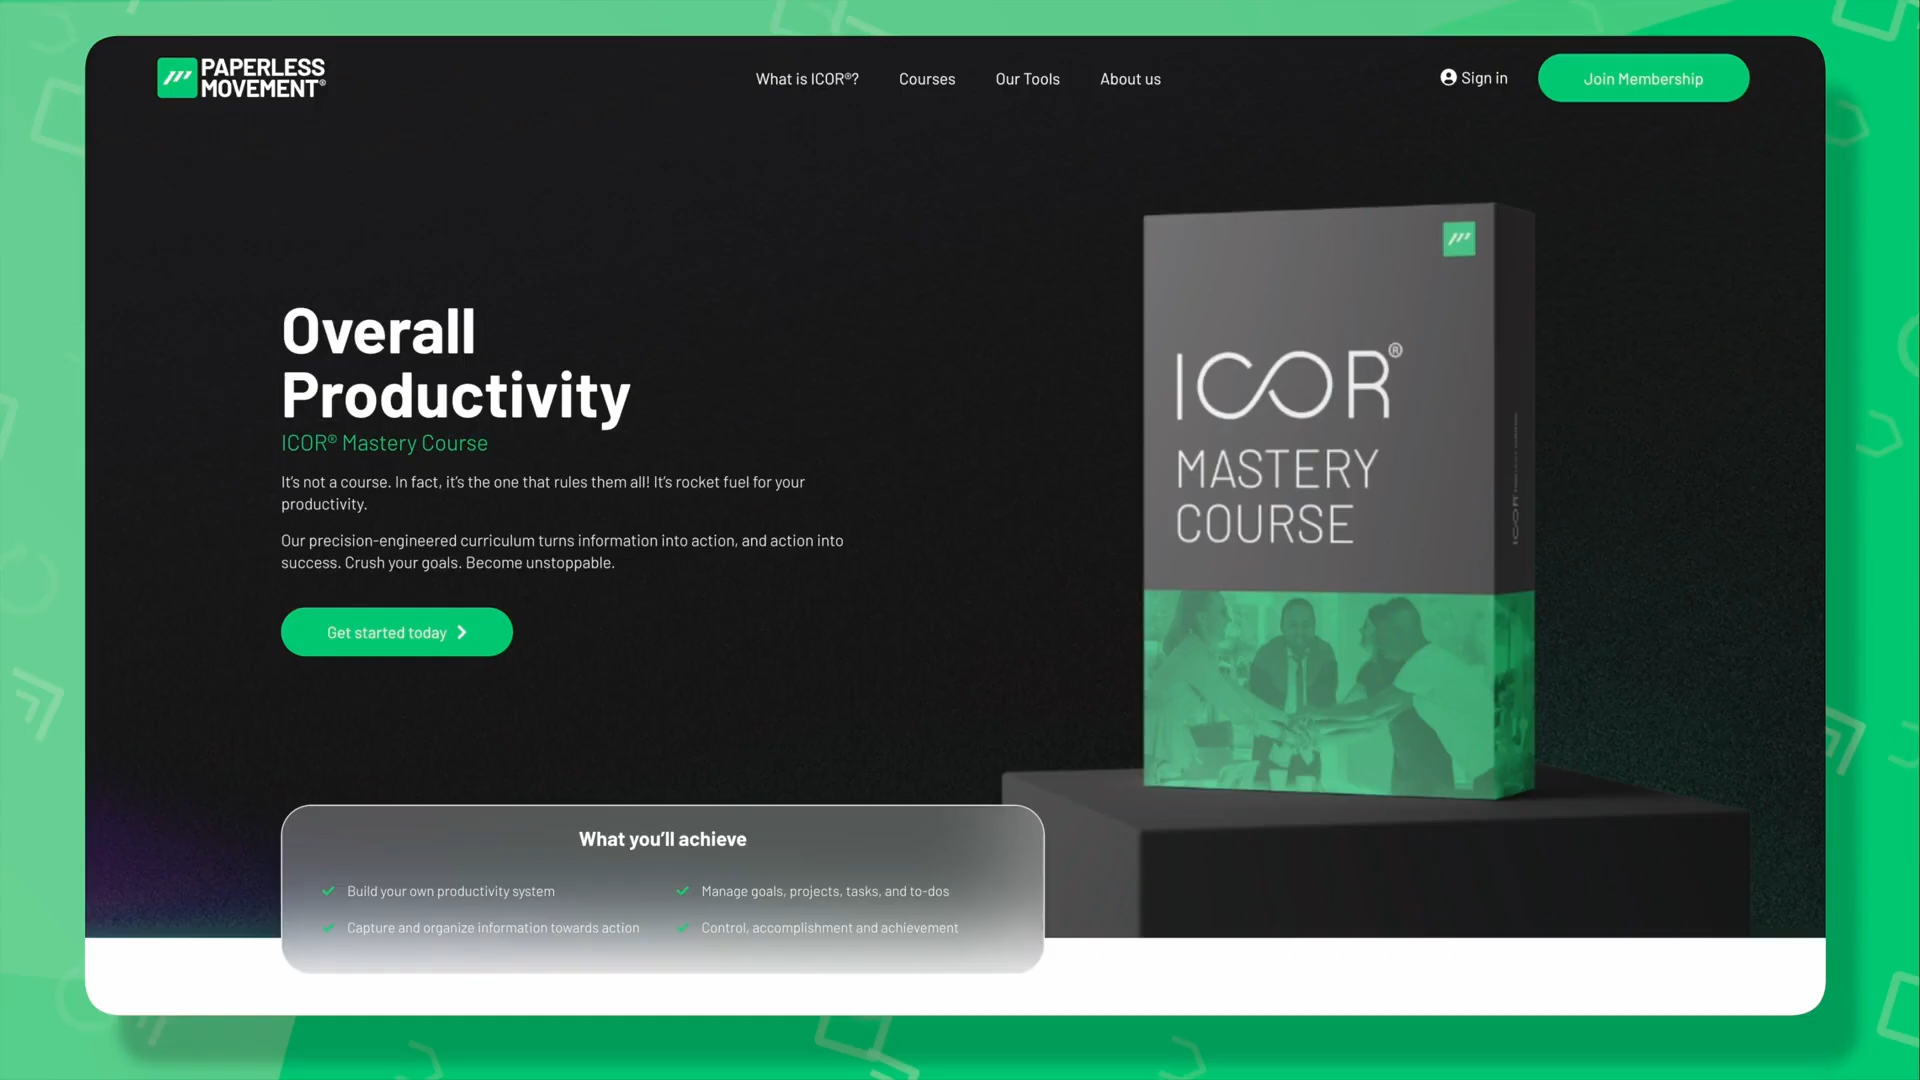 PAPERLESS
MOVEMENT®
What is ICOR®?
Courses
Our Tools
About us
Sign in
Join Membership
Overall
Productivity
ICOR® Mastery Course
It's not a course. In fact, it's the one that rules them all! It's rocket fuel for your
productivity.
Our precision-engineered curriculum turns information into action, and action into
success. Crush your goals. Become unstoppable.
Get started today
ICOR®
MASTERY
COURSE
What you'll achieve
Build your own productivity system
Manage goals, projects, tasks, and to-dos
Capture and organize information towards action
Control, accomplishment and achievement